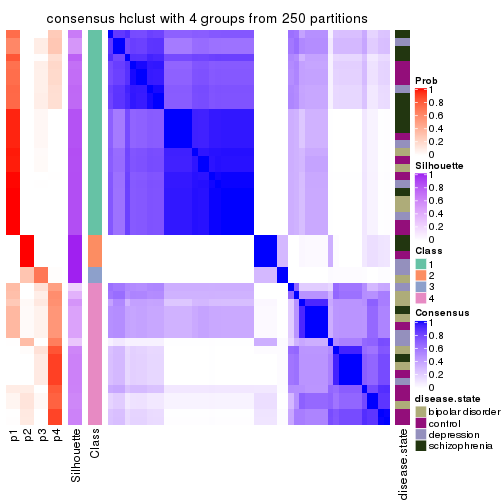 consensus hclust with 4 groups from 250 partitions
Prob
1
0.8
0.6
0.4
0.2
0
Silhouette
1
0.8
0.6
0.4
0.2
0
Class
1
2
3
4
Consensus
1
0.8
0.6
0.4
0.2
0
disease.state
bipolar disorder
control
depression
schizophrenia
p1
p2
p3
p4
Silhouette
Class
disease.state